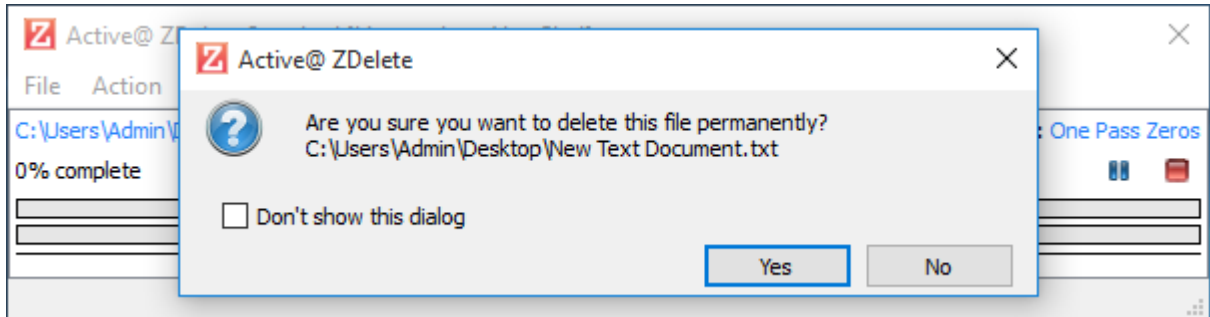 Active@ ZDelete
File Action
Active@ ZDelete
Are you sure you want to delete this file permanently?
C:\Users\Admin\Desktop\New Text Document.txt
Don't show this dialog
Yes No
C:\Users\Admin\
: One Pass Zeros
0% complete